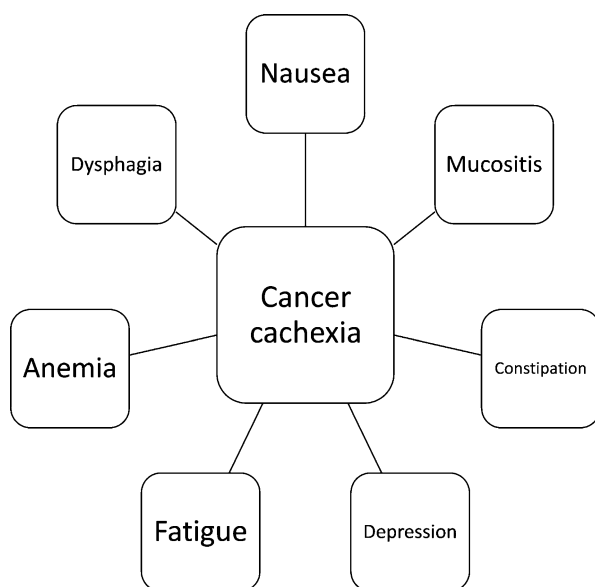 Nausea
Dysphagia
Mucositis
Cancer
cachexia
Anemia
Constipation
Fatigue
Depression